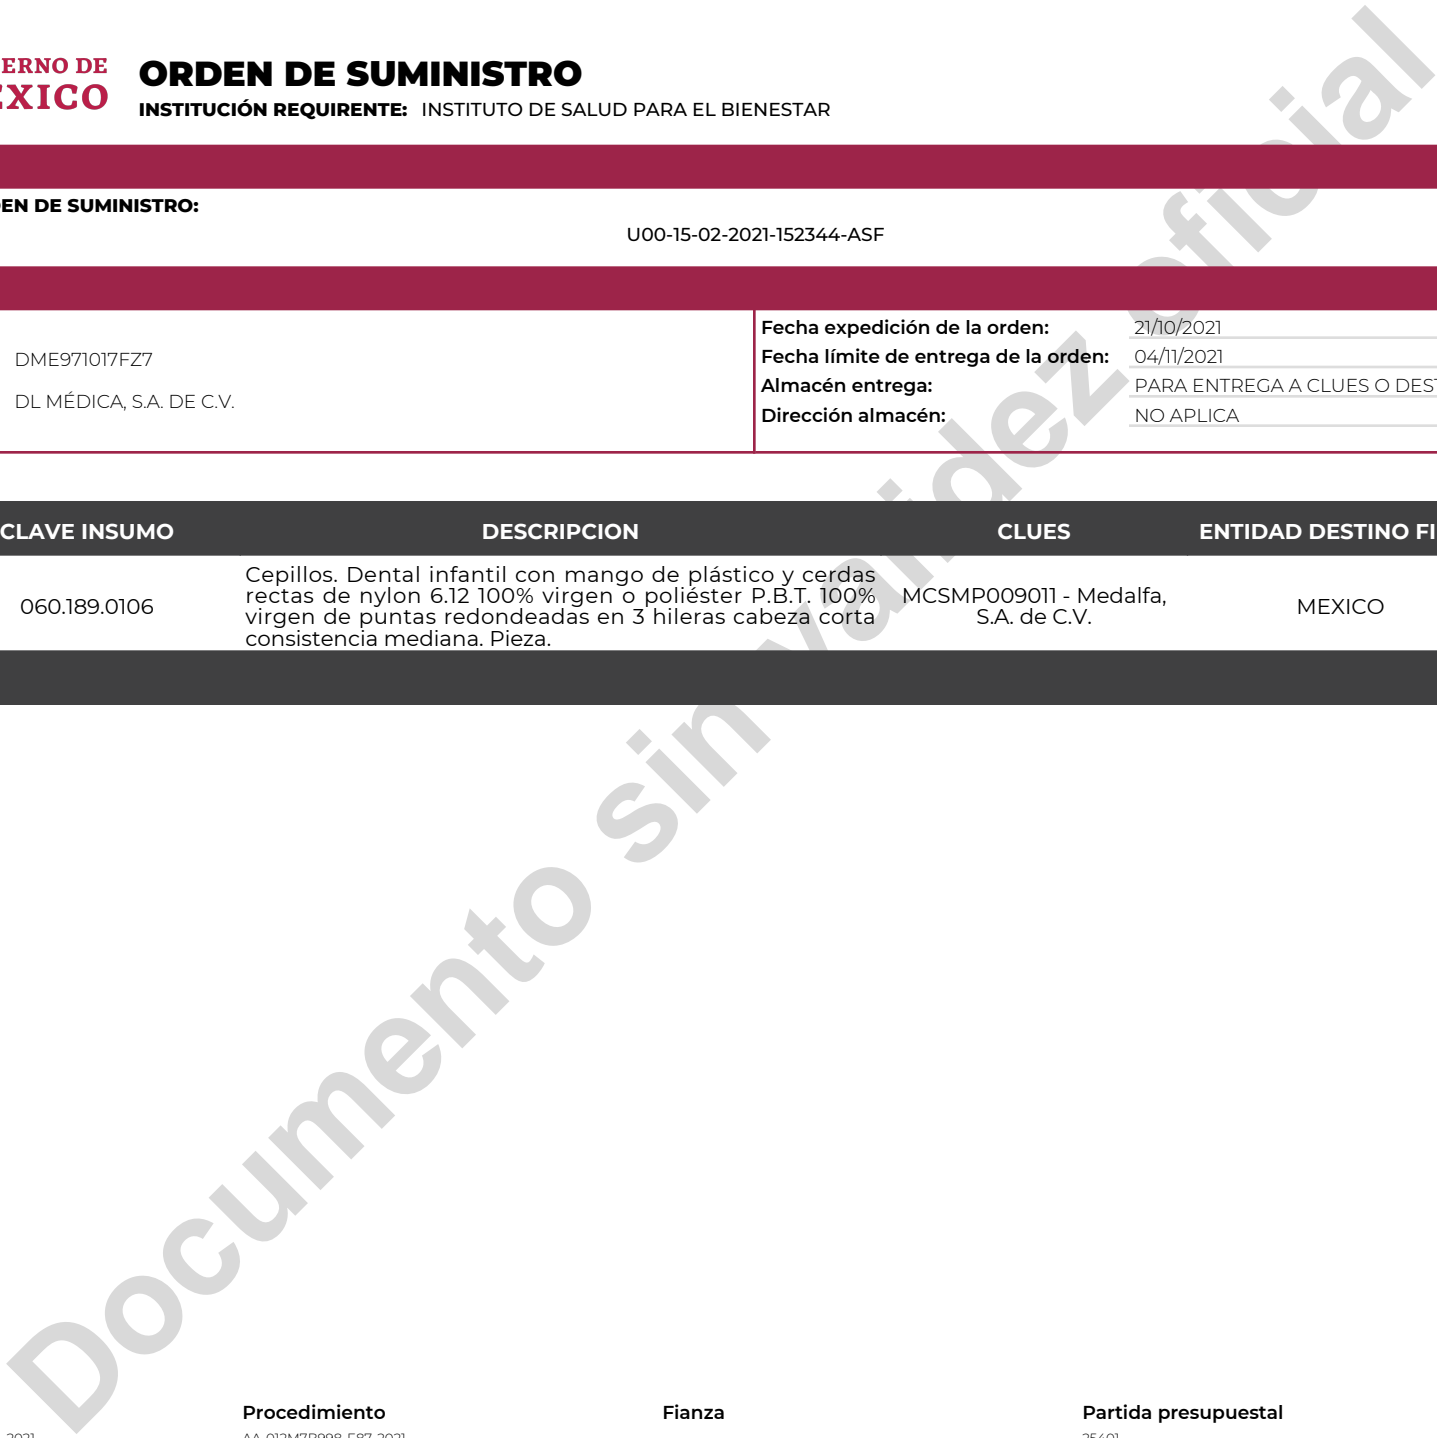 ERNO DE
EXICO
ORDEN DE SUMINISTRO
INSTITUCIÓN REQUIRENTE: INSTITUTO DE SALUD PARA EL BIENESTAR
EN DE SUMINISTRO:
U00-15-02-2021-152344-ASF
DME971017FZ7
DL MÉDICA, S.A. DE C.V.
Fecha expedición de la orden: 21/10/2021
Fecha límite de entrega de la orden: 04/11/2021
Almacén entrega: PARA ENTREGA A CLUES O DEST
Dirección almacén: NO APLICA
CLAVE INSUMO DESCRIPCION CLUES ENTIDAD DESTINO FI
060.189.0106
Cepillos. Dental infantil con mango de plástico y cerdas
rectas de nylon 6.12 100% virgen o poliéster P.B.T. 100%
virgen de puntas redondeadas en 3 hileras cabeza corta
consistencia mediana. Pieza.
MCSMP009011 - Medalfa,
S.A. de C.V.
MEXICO
Documento sin validez oficial
Procedimiento Fianza Partida presupuestal